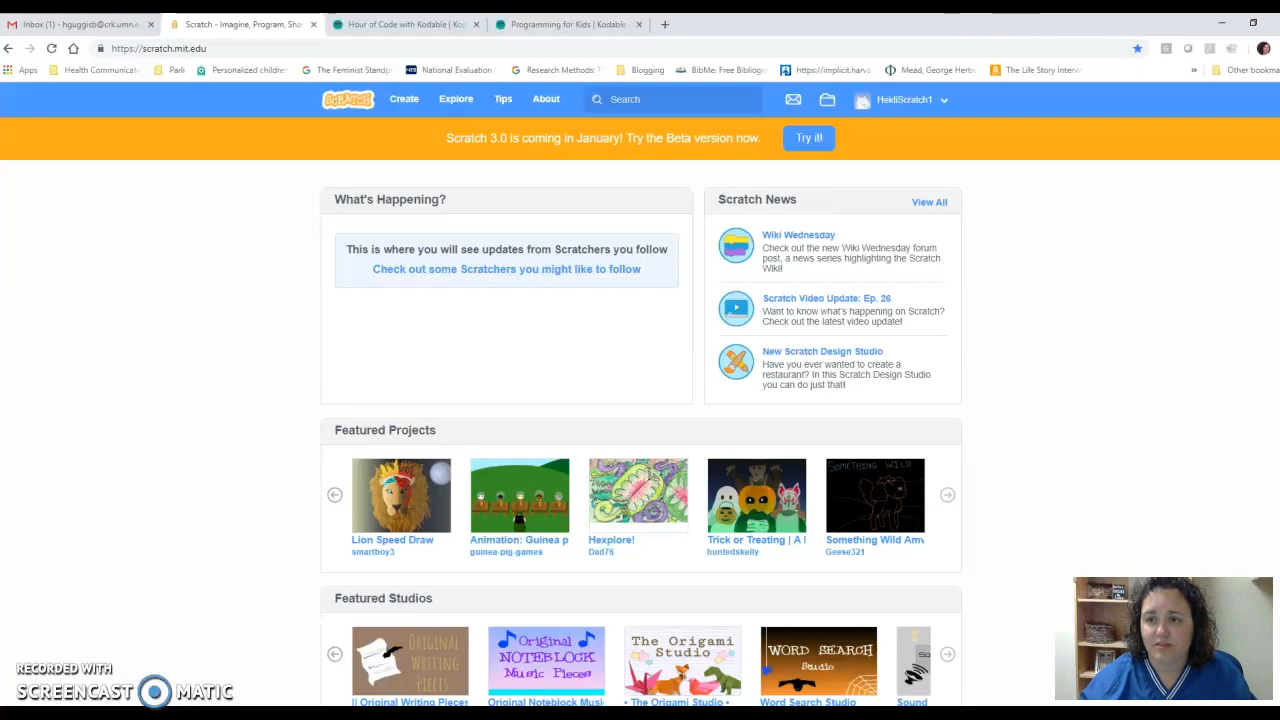 Inbox (1) - hguggisb@crk.umn.e
Scratch - Imagine, Program, Sha
Hour of Code with Kodable | Ko
Programming for Kids | Kodable
https://scratch.mit.edu
Apps
Health Communicati
Parli
Personalized children
The Feminist Standp
National Evaluation
Research Methods: T
Blogging
BibMe: Free Bibliog
https://implicit.harva
Mead, George Herbe
The Life Story Interv
»
Other bookma
SCRATCH
Create
Explore
Tips
About
Search
HeidiScratch1
Scratch 3.0 is coming in January! Try the Beta version now.
Try it!
What's Happening?
This is where you will see updates from Scratchers you follow
Check out some Scratchers you might like to follow
Scratch News
View All
Wiki Wednesday
Check out the new Wiki Wednesday forum
post, a news series highlighting the Scratch
Wiki!
Scratch Video Update: Ep. 26
Want to know what's happening on Scratch?
Check out the latest video update!
New Scratch Design Studio
Have you ever wanted to create a
restaurant? In this Scratch Design Studio
you can do just that!
Featured Projects
SOMETHING WILD
Lion Speed Draw
smartboy3
Animation: Guinea p
guinea-pig-games
Hexplore!
Dad76
Trick or Treating | A
huntedskelly
Something Wild Am
Geese321
Featured Studios
ORIGINAL
WRITING
PIECES
Original
NOTEBLOCK
Music Pieces
The Origami
Studio
WORD SEARCH
Studio
|| Original Writing Pieces
Original Noteblock Musi
• The Origami Studio •
Word Search Studio
Sound
RECORDED WITH
SCREENCAST MATIC